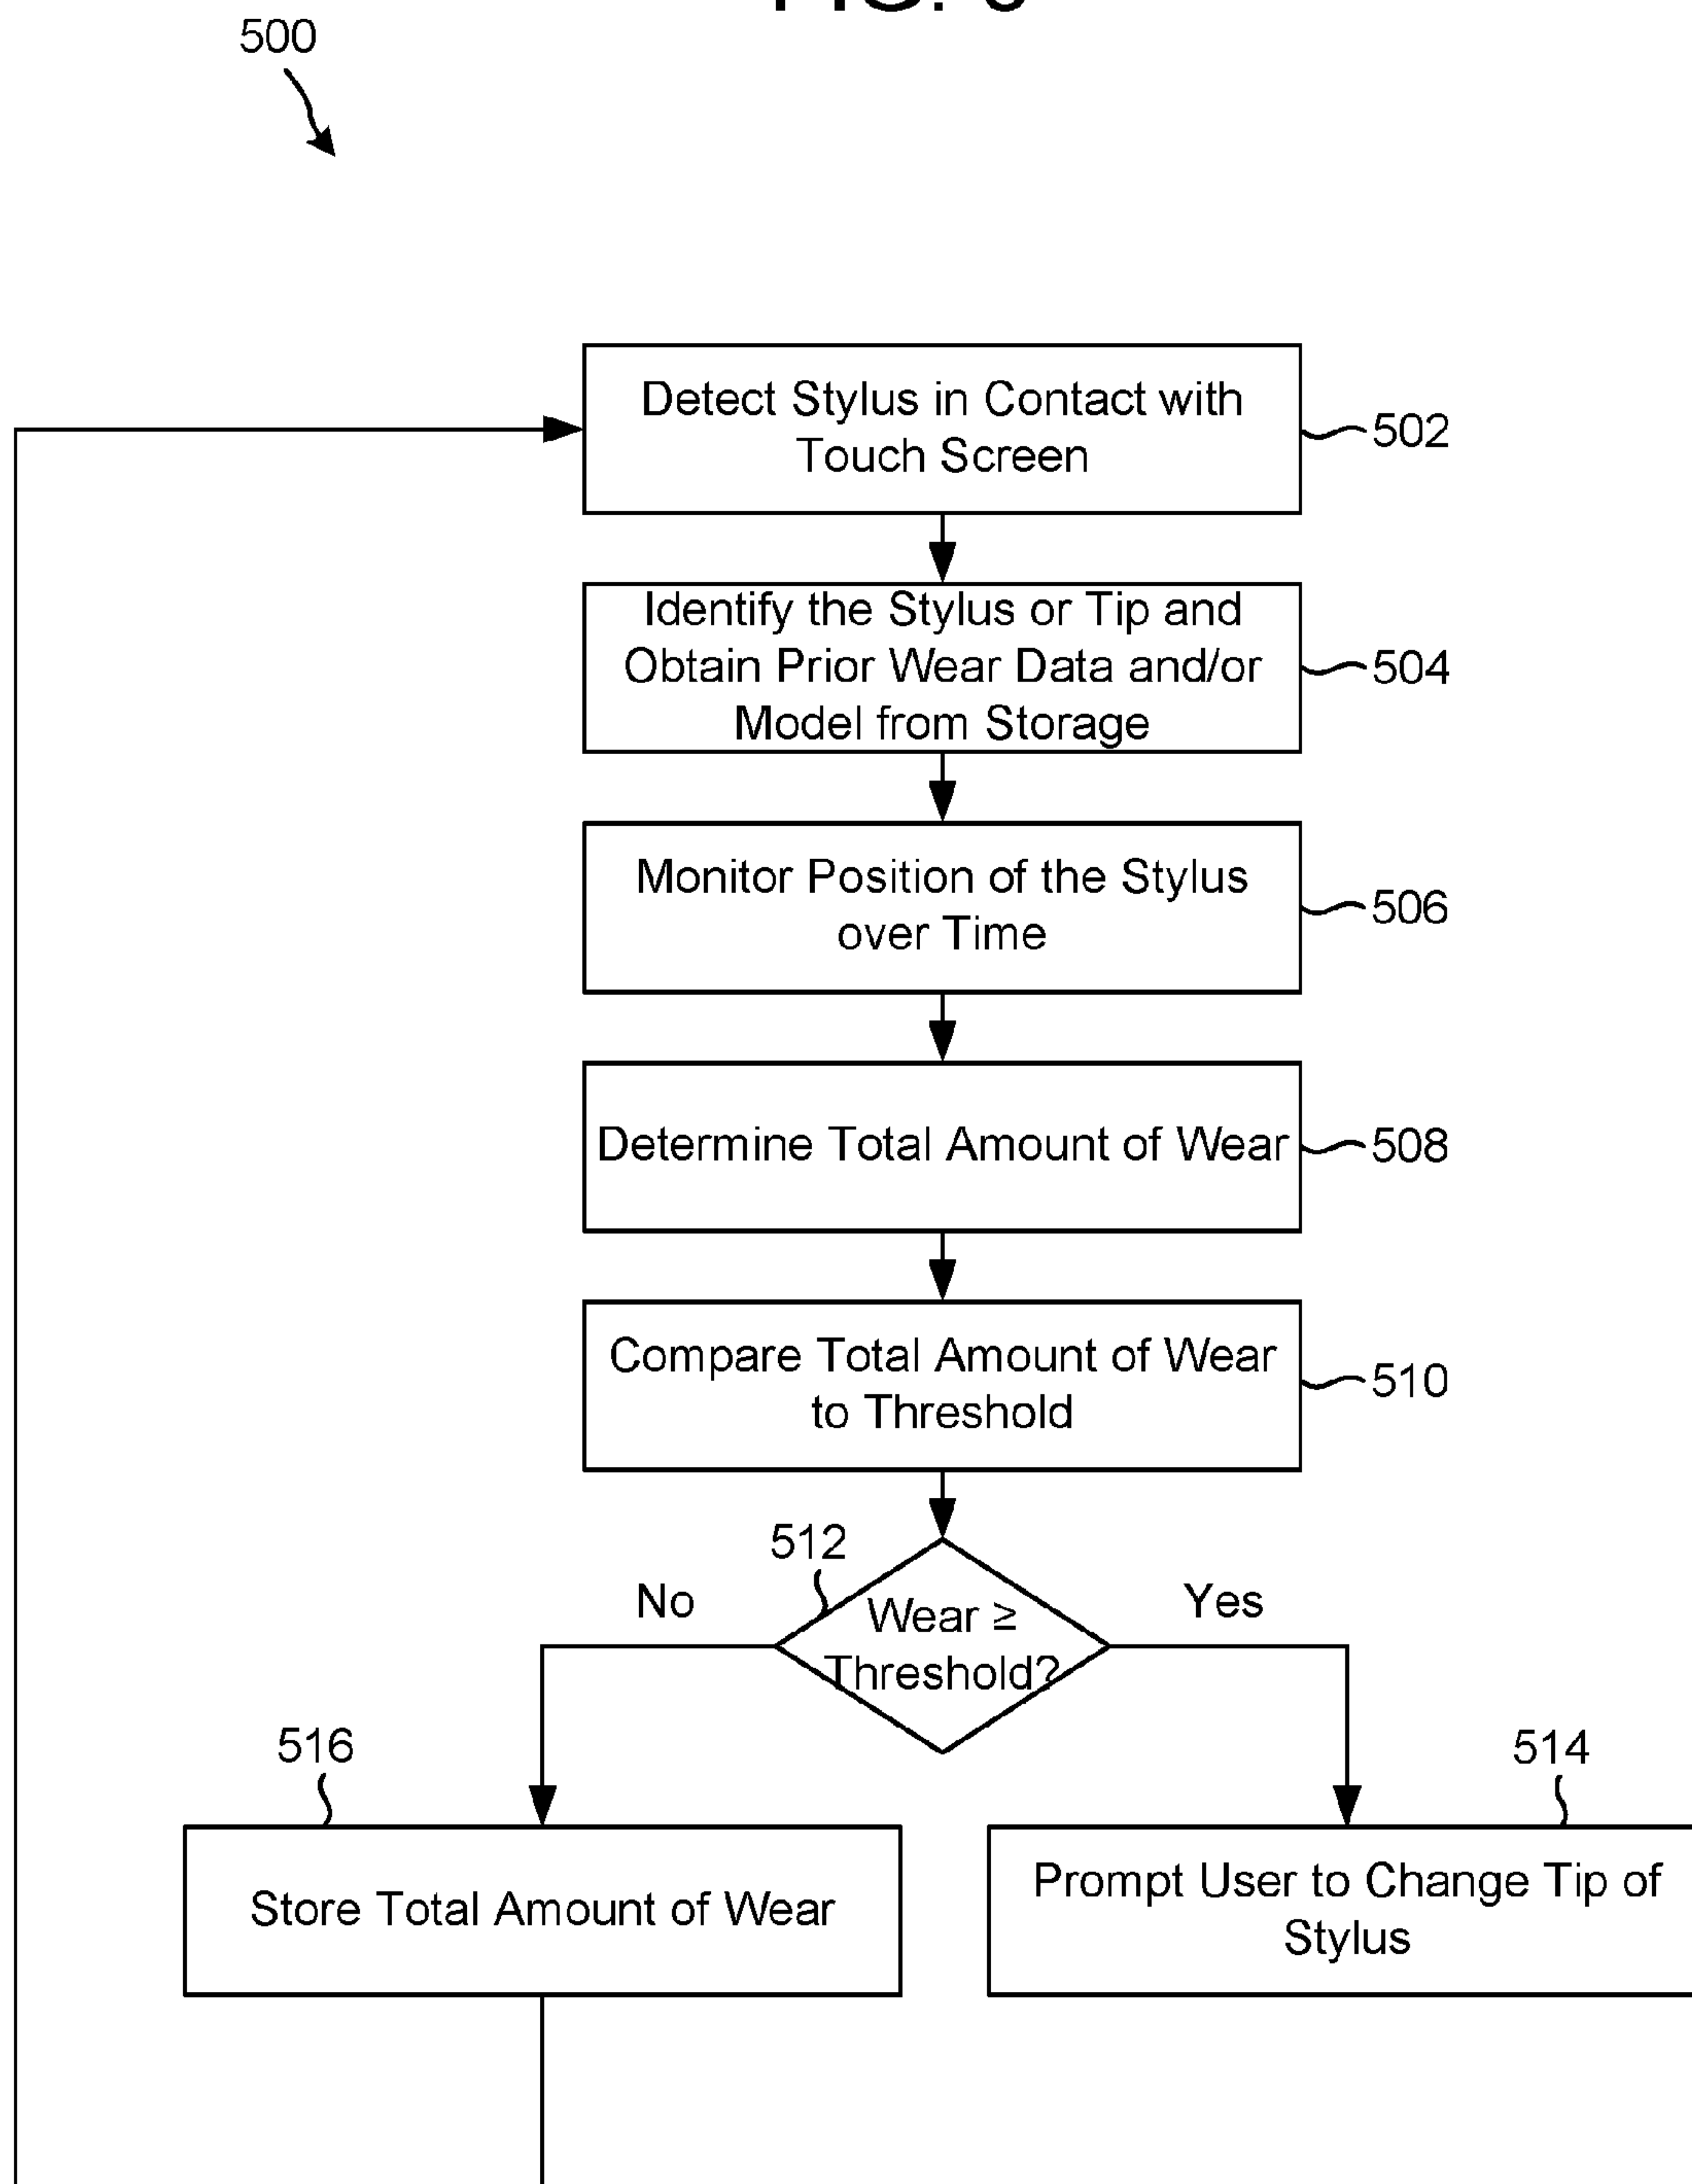 FIG.
500
Detect Stylus in Contact with
Touch Screen
502
Identify the Stylus or Tip and
Obtain Prior Wear Data and/or
Model from Storage
504
Monitor Position of the Stylus
over Time
506
Determine Total Amount of Wear
508
Compare Total Amount of Wear
to Threshold
510
512
No
Wear ≥
Threshold?
Yes
516
514
Store Total Amount of Wear
Prompt User to Change Tip of
Stylus